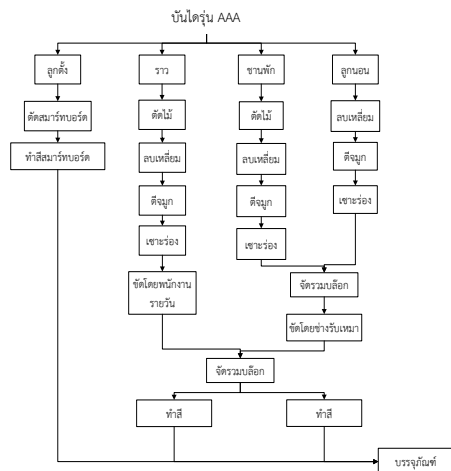 บันไดรุ่น AAA
ลูกตั้ง
ราว
ชานพัก
ลูกนอน
ตัดสมาร์ทบอร์ด
ตัดไม้
ตัดไม้
ลบเหลี่ยม
ทำสีสมาร์ทบอร์ด
ลบเหลี่ยม
ลบเหลี่ยม
ตีจมูก
ตีจมูก
ตีจมูก
เซาะร่อง
เซาะร่อง
เซาะร่อง
ขัดโดยพนักงาน
รายวัน
จัดรวมบล๊อก
ขัดโดยช่างรับเหมา
จัดรวมบล๊อก
ทำสี
ทำสี
บรรจุภัณฑ์